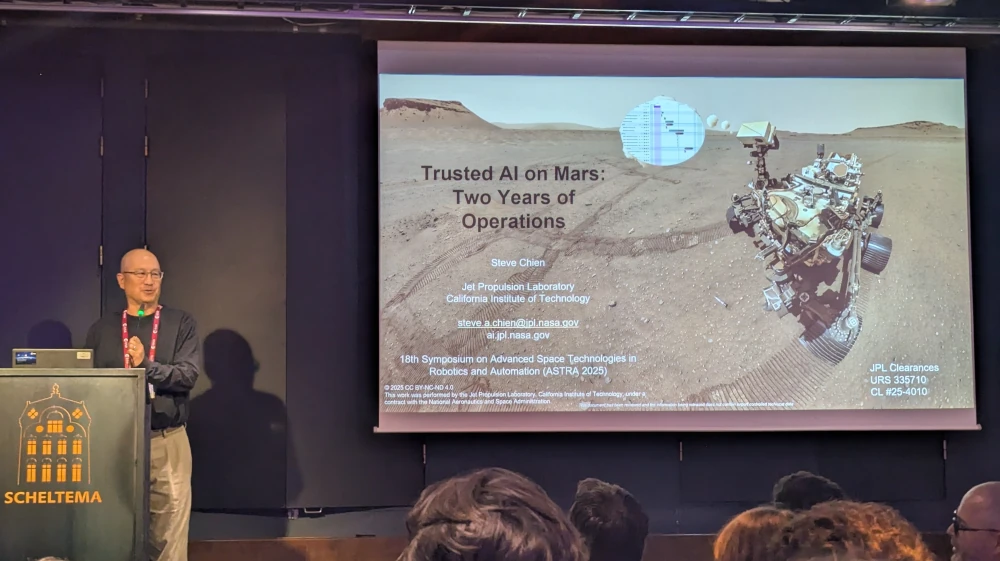 Trusted AI on Mars:
Two Years of
Operations
Steve Chien
Jet Propulsion Laboratory
California Institute of Technology
steve.a.chien@jpl.nasa.gov
ai.jpl.nasa.gov
18th Symposium on Advanced Space Technologies in
Robotics and Automation (ASTRA 2025)
© 2025 CC BY-NC-ND 4.0
This work was performed by the Jet Propulsion Laboratory, California Institute of Technology, under a
contract with the National Aeronautics and Space Administration.
JPL Clearances
URS 335710
CL #25-4010
SCHELTEMA